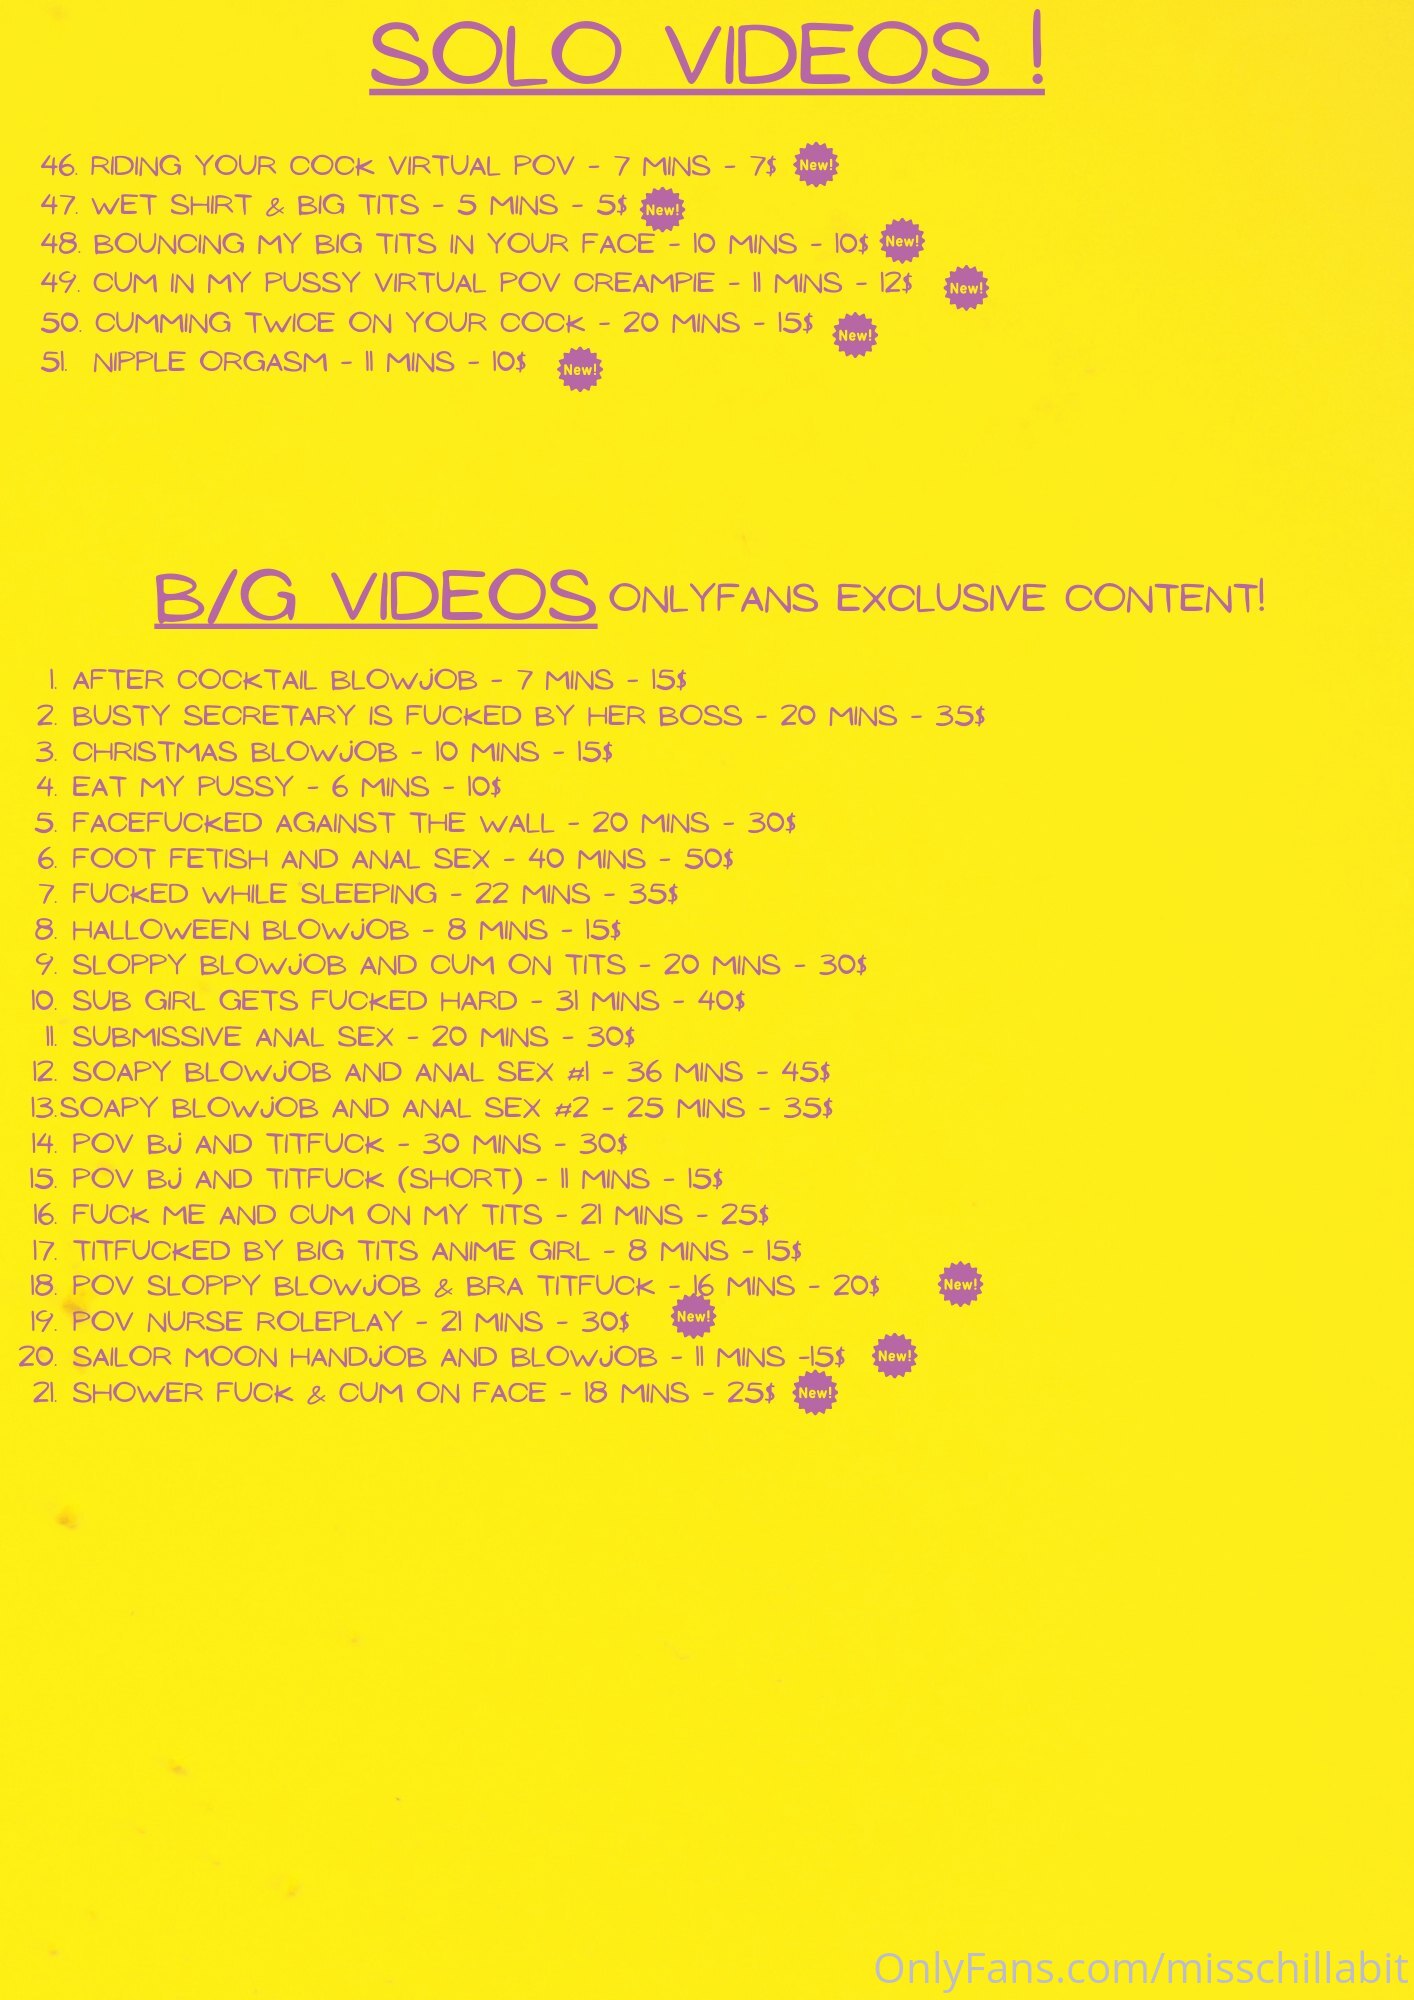 SOLO VIDEOS !
46. RIDING YOUR COCK VIRTUAL POV - 7 MINS - 7$ New!
47. WET SHIRT & BIG TITS - 5 MINS - 5$ New!
48. BOUNCING MY BIG TITS IN YOUR FACE - 10 MINS - 10$ New!
49. CUM IN MY PUSSY VIRTUAL POV CREAMPIE - 11 MINS - 12$ New!
50. CUMMING TWICE ON YOUR COCK - 20 MINS - 15$ New!
51. NIPPLE ORGASM - 11 MINS - 10$ New!
B/G VIDEOS ONLYFANS EXCLUSIVE CONTENT!
1. AFTER COCKTAIL BLOWJOB - 7 MINS - 15$
2. BUSTY SECRETARY IS FUCKED BY HER BOSS - 20 MINS - 35$
3. CHRISTMAS BLOWJOB - 10 MINS - 15$
4. EAT MY PUSSY - 6 MINS - 10$
5. FACEFUCKED AGAINST THE WALL - 20 MINS - 30$
6. FOOT FETISH AND ANAL SEX - 40 MINS - 50$
7. FUCKED WHILE SLEEPING - 22 MINS - 35$
8. HALLOWEEN BLOWJOB - 8 MINS - 15$
9. SLOPPY BLOWJOB AND CUM ON TITS - 20 MINS - 30$
10. SUB GIRL GETS FUCKED HARD - 31 MINS - 40$
11. SUBMISSIVE ANAL SEX - 20 MINS - 30$
12. SOAPY BLOWJOB AND ANAL SEX #1 - 36 MINS - 45$
13.SOAPY BLOWJOB AND ANAL SEX #2 - 25 MINS - 35$
14. POV BJ AND TITFUCK - 30 MINS - 30$
15. POV BJ AND TITFUCK (SHORT) - 11 MINS - 15$
16. FUCK ME AND CUM ON MY TITS - 21 MINS - 25$
17. TITFUCKED BY BIG TITS ANIME GIRL - 8 MINS - 15$
18. POV SLOPPY BLOWJOB & BRA TITFUCK - 16 MINS - 20$ New!
19. POV NURSE ROLEPLAY - 21 MINS - 30$ New!
20. SAILOR MOON HANDJOB AND BLOWJOB - 11 MINS -15$ New!
21. SHOWER FUCK & CUM ON FACE - 18 MINS - 25$ New!
OnlyFans.com/misschillabit